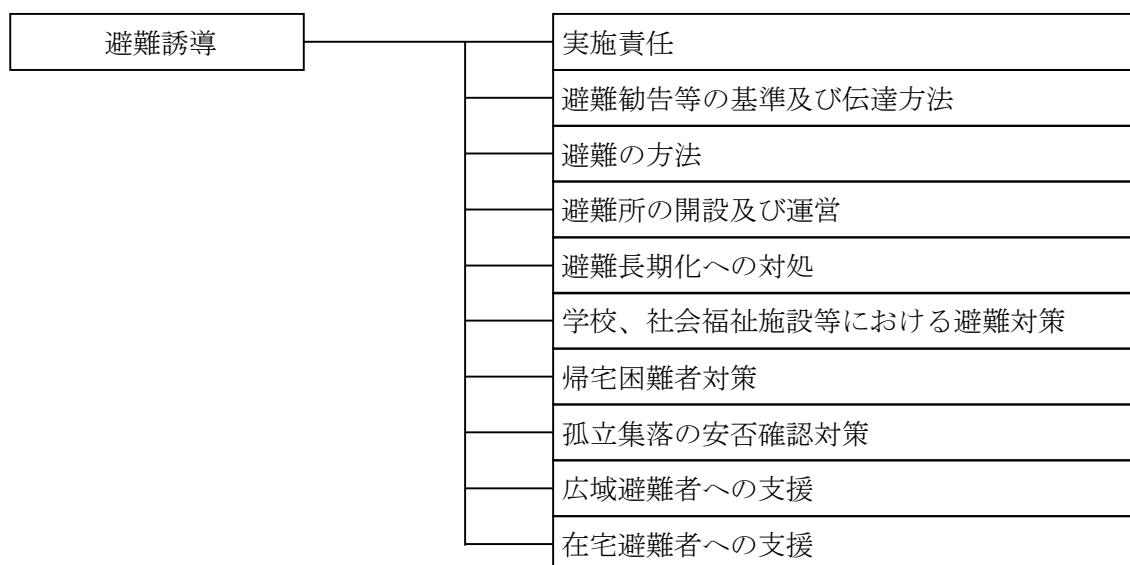 避難誘導
実施責任
避難勧告等の基準及び伝達方法
避難の方法
避難所の開設及び運営
避難長期化への対処
学校、社会福祉施設等における避難対策
帰宅困難者対策
孤立集落の安否確認対策
広域避難者への支援
在宅避難者への支援